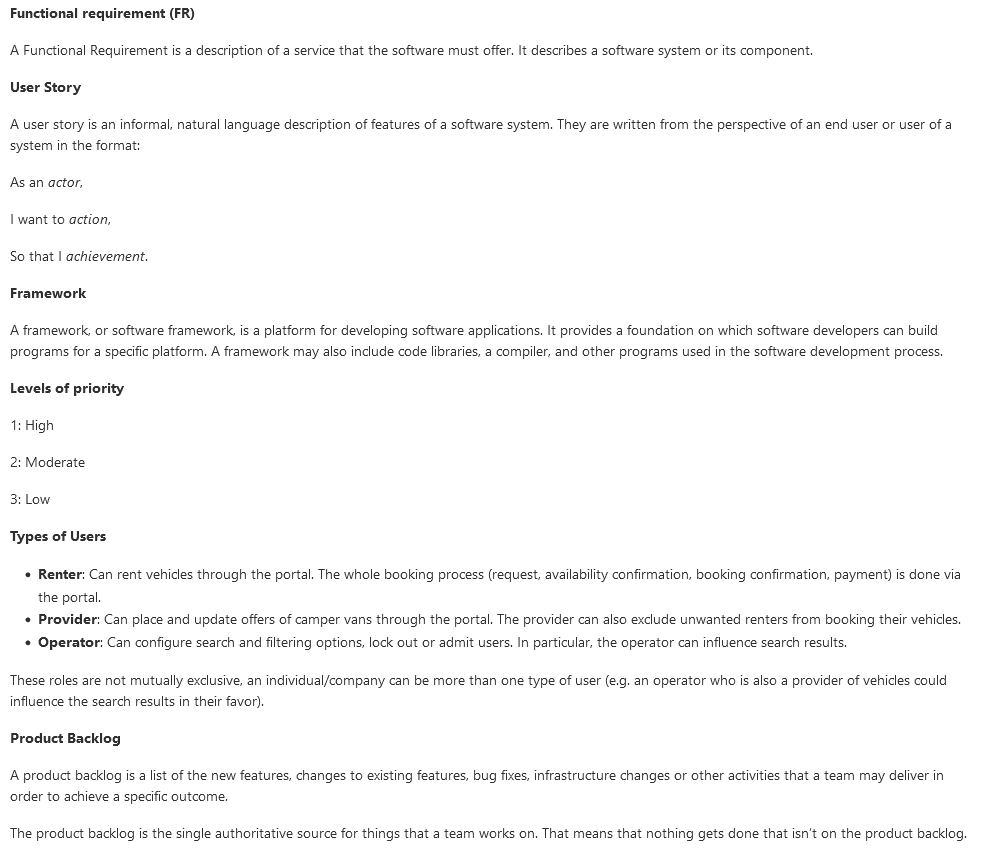 Functional requirement (FR)
A Functional Requirement is a description of a service that the software must offer. It describes a software system or its component.
User Story
A user story is an informal, natural language description of features of a software system. They are written from the perspective of an end user or user of a
system in the format:
As an actor,
I want to action,
So that I achievement.
Framework
A framework, or software framework, is a platform for developing software applications. It provides a foundation on which software developers can build
programs for a specific platform. A framework may also include code libraries, a compiler, and other programs used in the software development process.
Levels of priority
1: High
2: Moderate
3: Low
Types of Users
• Renter: Can rent vehicles through the portal. The whole booking process (request, availability confirmation, booking confirmation, payment) is done via
the portal.
• Provider: Can place and update offers of camper vans through the portal. The provider can also exclude unwanted renters from booking their vehicles.
• Operator: Can configure search and filtering options, lock out or admit users. In particular, the operator can influence search results.
These roles are not mutually exclusive, an individual/company can be more than one type of user (e.g. an operator who is also a provider of vehicles could
influence the search results in their favor).
Product Backlog
A product backlog is a list of the new features, changes to existing features, bug fixes, infrastructure changes or other activities that a team may deliver in
order to achieve a specific outcome.
The product backlog is the single authoritative source for things that a team works on. That means that nothing gets done that isn't on the product backlog.